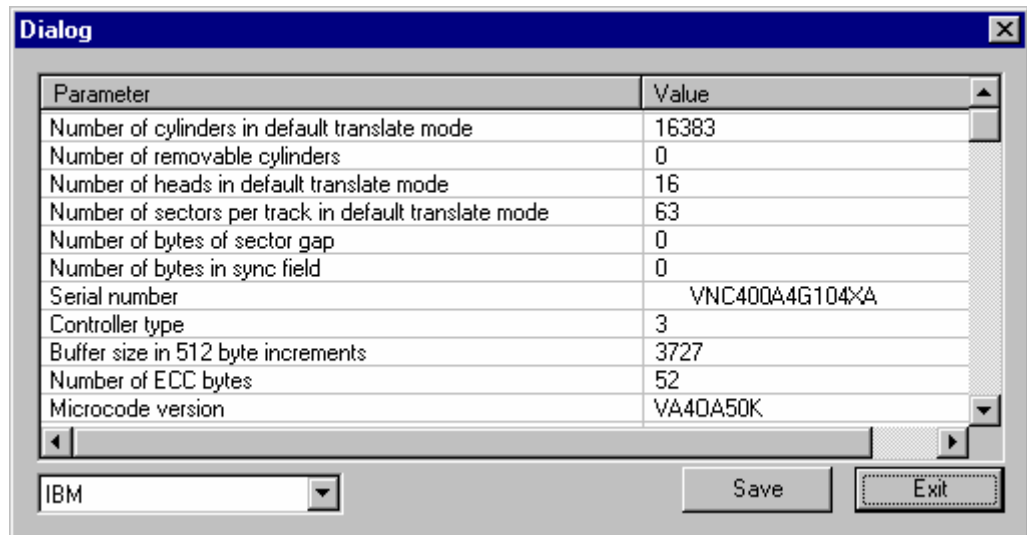 Dialog
Parameter Value
Number of cylinders in default translate mode 16383
Number of removable cylinders 0
Number of heads in default translate mode 16
Number of sectors per track in default translate mode 63
Number of bytes of sector gap 0
Number of bytes in sync field 0
Serial number VNC400A4G104XA
Controller type 3
Buffer size in 512 byte increments 3727
Number of ECC bytes 52
Microcode version VA4OA50K
IBM Save Exit